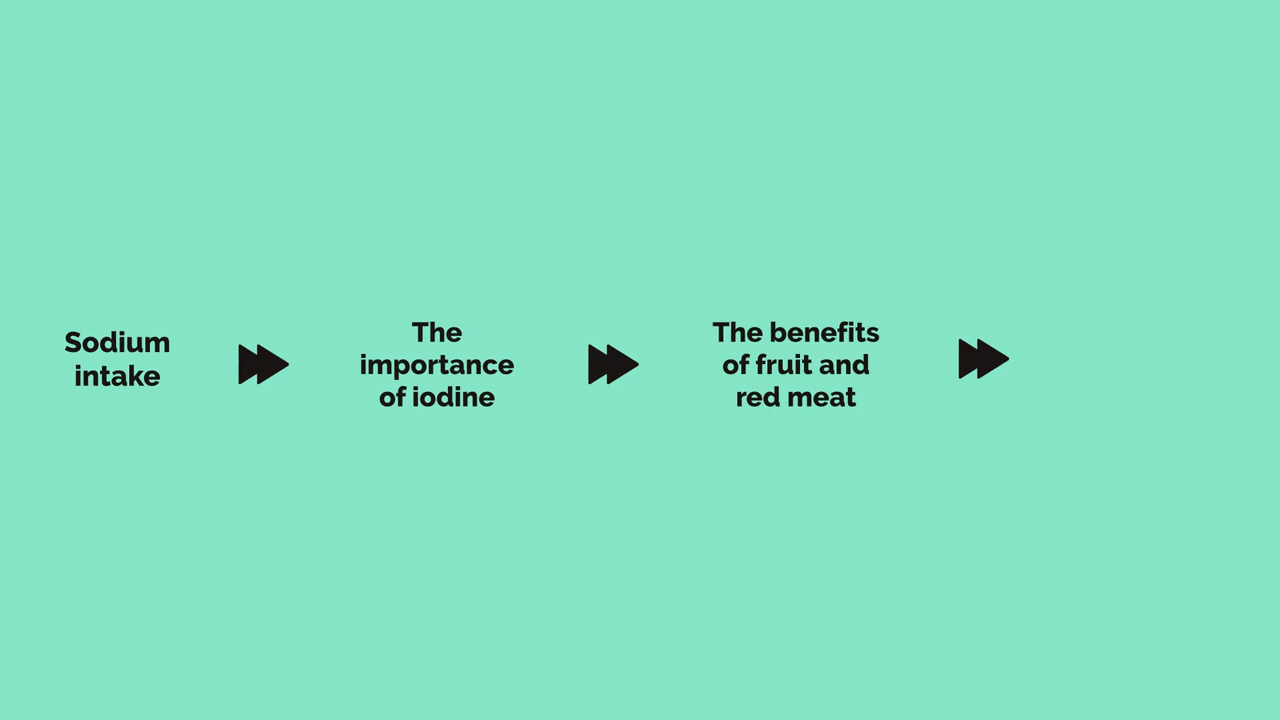 Sodium
intake
The
importance
of iodine
The benefits
of fruit and
red meat